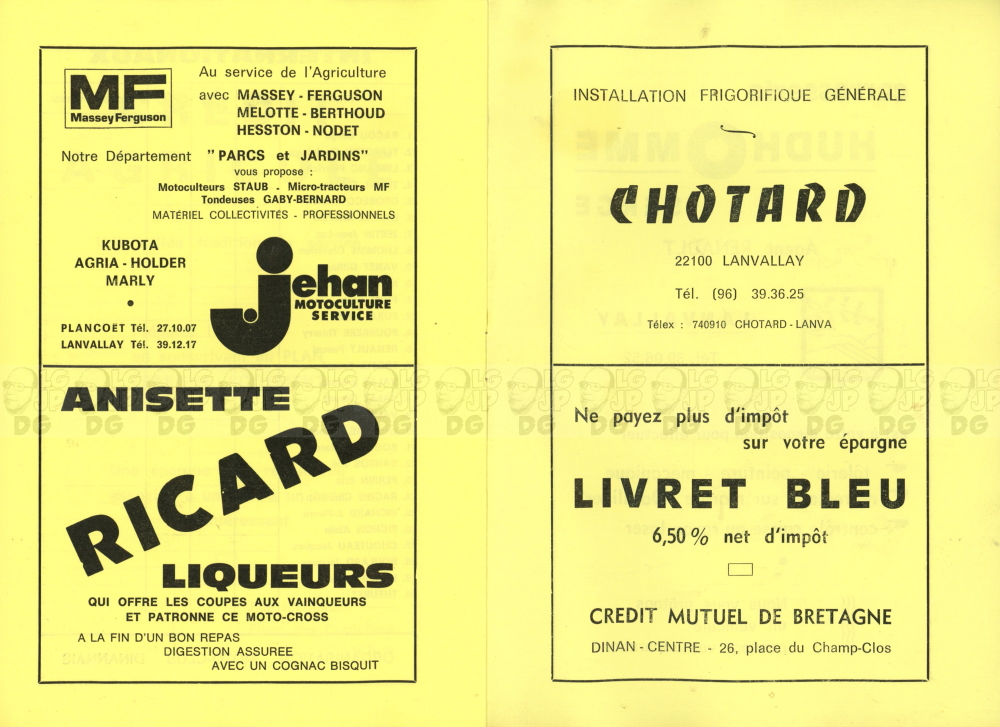 MF
Massey Ferguson
Au service de l'Agriculture
avec MASSEY - FERGUSON
MELOTTE - BERTHOUD
HESSTON - NODET
Notre Département "PARCS et JARDINS"
vous propose :
Motoculteurs STAUB - Micro-tracteurs MF
Tondeuses GABY-BERNARD
MATÉRIEL COLLECTIVITÉS - PROFESSIONNELS
KUBOTA
AGRIA - HOLDER
MARLY
•
PLANCOËT Tél. 27.10.07
LANVALLAY Tél. 39.12.17
Jehan
MOTOCULTURE
SERVICE
ANISETTE
RICARD
LIQUEURS
QUI OFFRE LES COUPES AUX VAINQUEURS
ET PATRONNE CE MOTO-CROSS
A LA FIN D'UN BON REPAS
DIGESTION ASSUREE
AVEC UN COGNAC BISQUIT
INSTALLATION FRIGORIFIQUE GÉNÉRALE
CHOTARD
22100 LANVALLAY
Tél. (96) 39.36.25
Télex : 740910 CHOTARD - LANVA
Ne payez plus d'impôt
sur votre épargne
LIVRET BLEU
6,50 % net d'impôt
CREDIT MUTUEL DE BRETAGNE
DINAN - CENTRE - 26, place du Champ-Clos